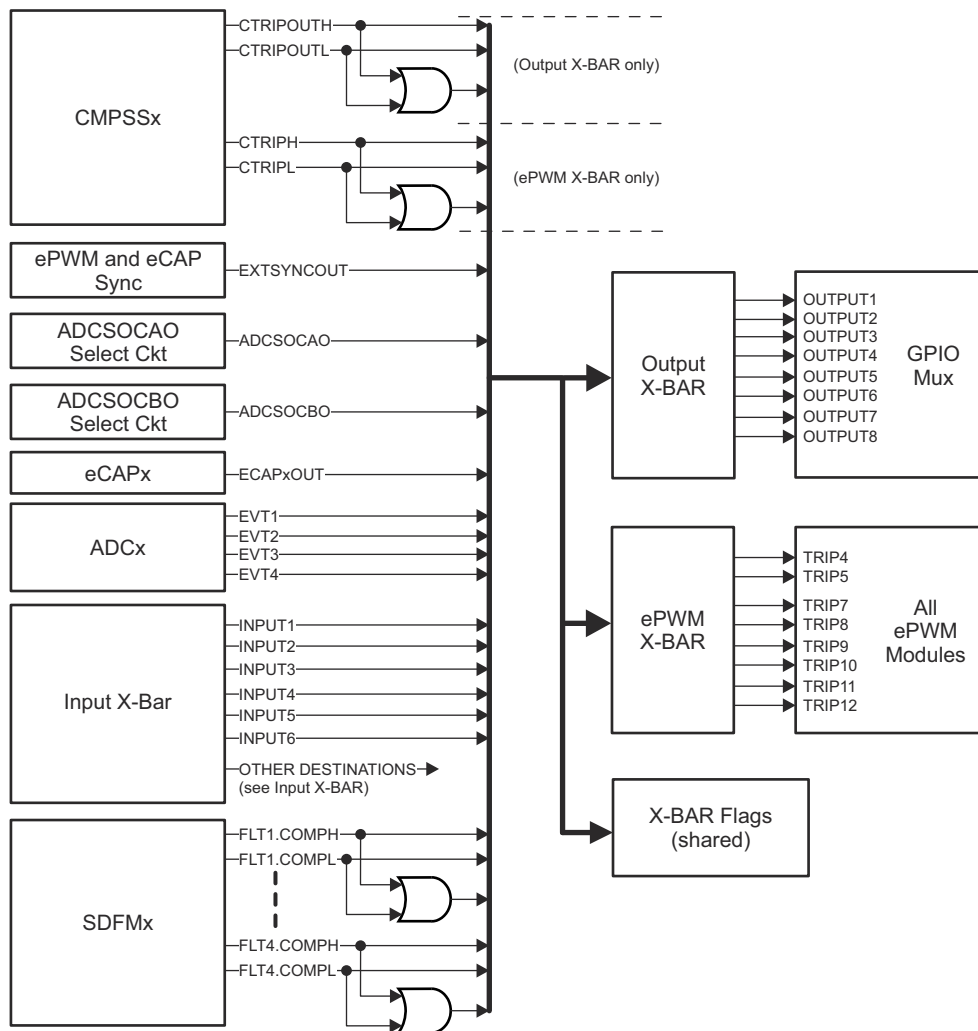 CMPSSx
CTRIPOUTH
CTRIPOUTL
(Output X-BAR only)
CTRIPH
CTRIPL
(ePWM X-BAR only)
ePWM and eCAP
Sync
EXTSYNCOUT
ADCSOCAO
Select Ckt
ADCSOCAO
ADCSOCBO
Select Ckt
ADCSOCBO
eCAPx
ECAPxOUT
ADCx
EVT1
EVT2
EVT3
EVT4
Input X-Bar
INPUT1
INPUT2
INPUT3
INPUT4
INPUT5
INPUT6
OTHER DESTINATIONS
(see Input X-BAR)
SDFMx
FLT1.COMPH
FLT1.COMPL
FLT4.COMPH
FLT4.COMPL
Output
X-BAR
OUTPUT1
OUTPUT2
OUTPUT3
OUTPUT4
OUTPUT5
OUTPUT6
OUTPUT7
OUTPUT8
GPIO
Mux
ePWM
X-BAR
TRIP4
TRIP5
TRIP7
TRIP8
TRIP9
TRIP10
TRIP11
TRIP12
All
ePWM
Modules
X-BAR Flags
(shared)